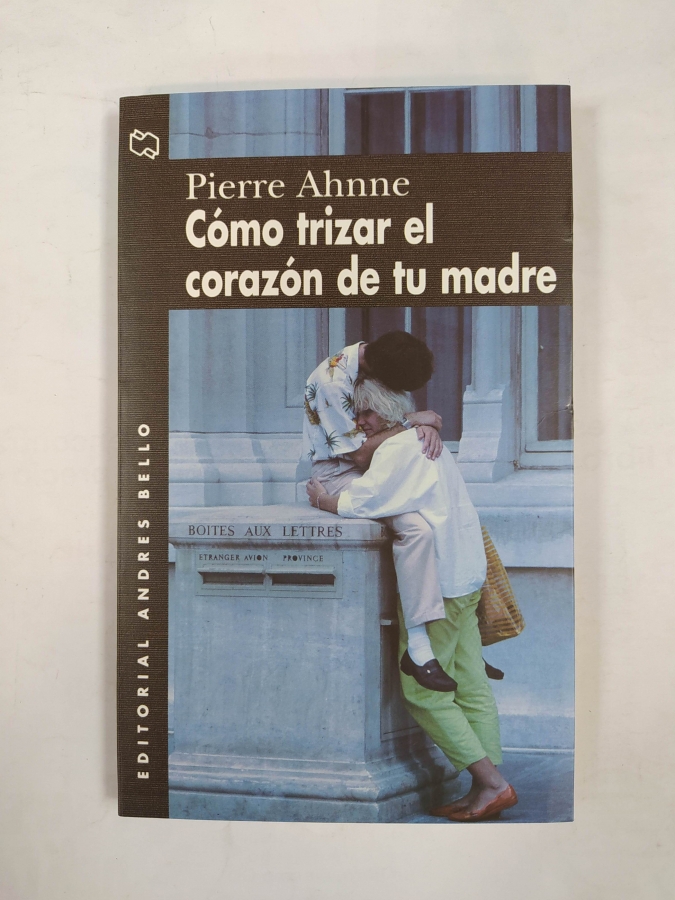 Pierre Ahnne
Cómo trizar el
corazón de tu madre
EDITORIAL ANDRES BELLO
BOITES AUX LETTRES
ETRANGER AVION PROVINCE